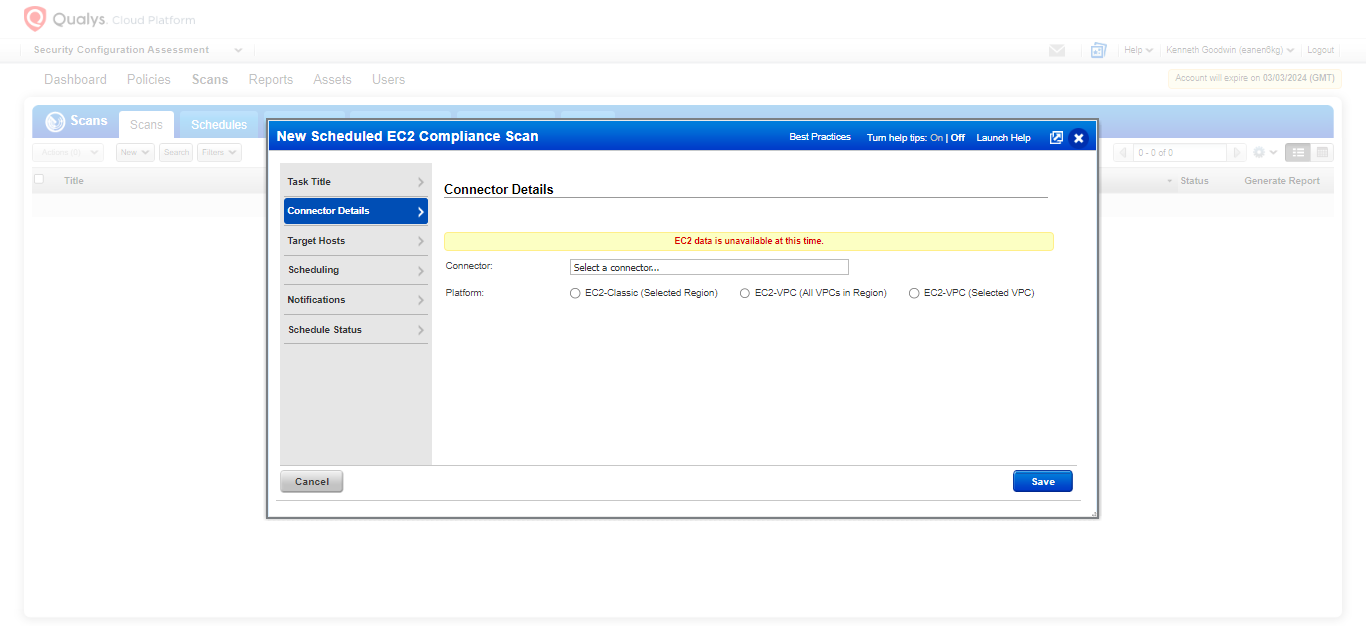 Qualys. Cloud Platform
Security Configuration Assessment
Help
Kenneth Goodwin (eanen5kg)
Logout
Dashboard Policies Scans Reports Assets Users
Account will expire on 03/03/2024 (GMT)
Scans
Scans
Schedules
New Scheduled EC2 Compliance Scan
Best Practices
Turn help tips: On | Off
Launch Help
Actions (0) New Search Filters
0 - 0 of 0
Title
Status
Generate Report
Task Title
Connector Details
Target Hosts
Scheduling
Notifications
Schedule Status
Connector Details
EC2 data is unavailable at this time.
Connector: Select a connector...
Platform: EC2-Classic (Selected Region) EC2-VPC (All VPCs in Region) EC2-VPC (Selected VPC)
Cancel
Save